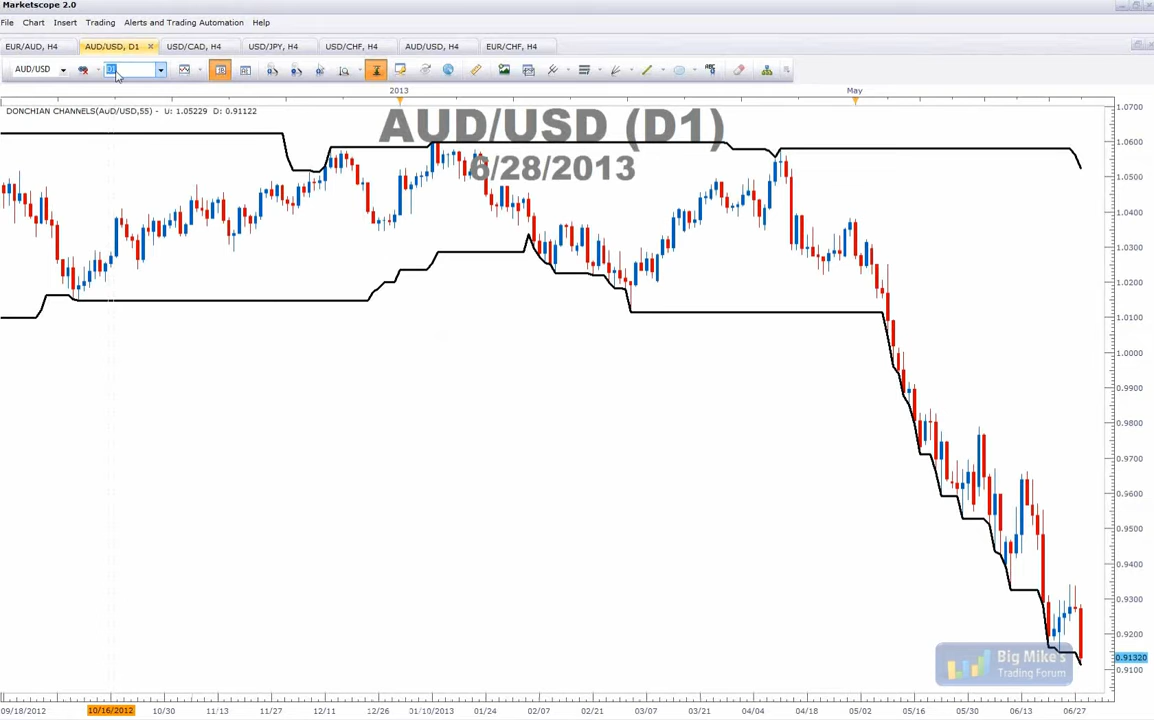 Marketscope 2.0
File Chart Insert Trading Alerts and Trading Automation Help
EUR/AUD, H4 AUD/USD, D1 USD/CAD, H4 USD/JPY, H4 USD/CHF, H4 AUD/USD, H4 EUR/CHF, H4
AUD/USD D1
2013 May
DONCHIAN CHANNELS(AUD/USD,55) - U: 1.05229 D: 0.91122
AUD/USD (D1)
6/28/2013
1.0700
1.0600
1.0500
1.0400
1.0300
1.0200
1.0100
1.0000
0.9900
0.9800
0.9700
0.9600
0.9500
0.9400
0.9300
0.9200
0.91320
0.9100
Big Mike's
Trading Forum
09/18/2012 10/16/2012 10/30 11/13 11/27 12/11 12/26 31/10/2013 01/24 02/07 02/21 03/07 03/21 04/04 04/18 05/02 05/16 05/30 06/13 06/27